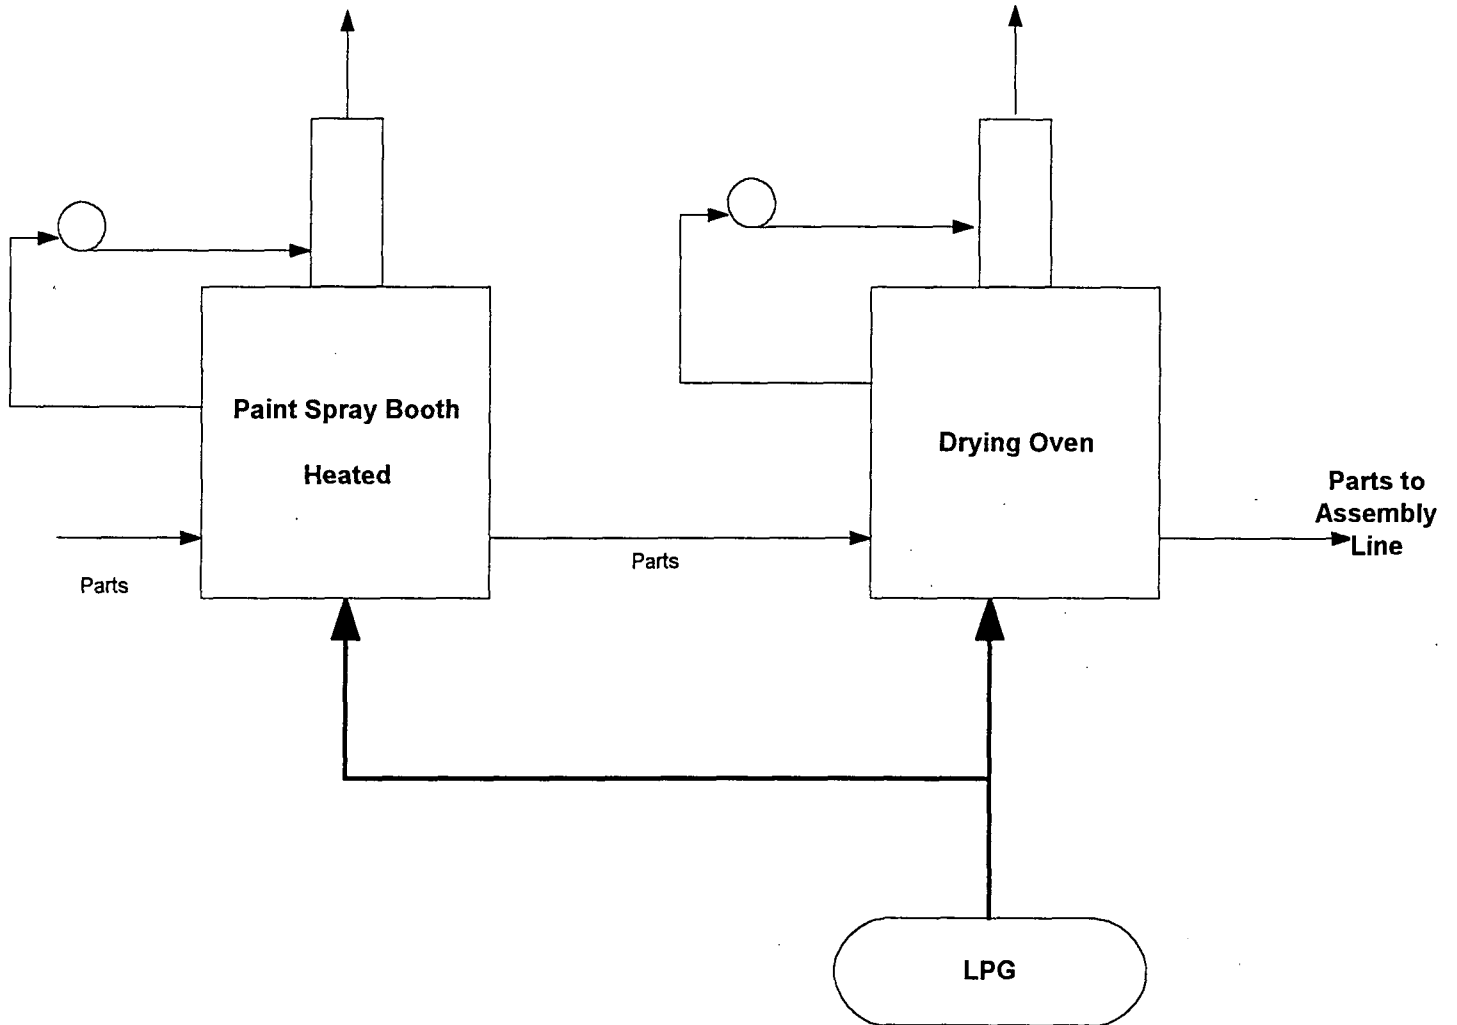 Paint Spray Booth
Heated
Drying Oven
Parts to
Assembly
Line
Parts
Parts
LPG